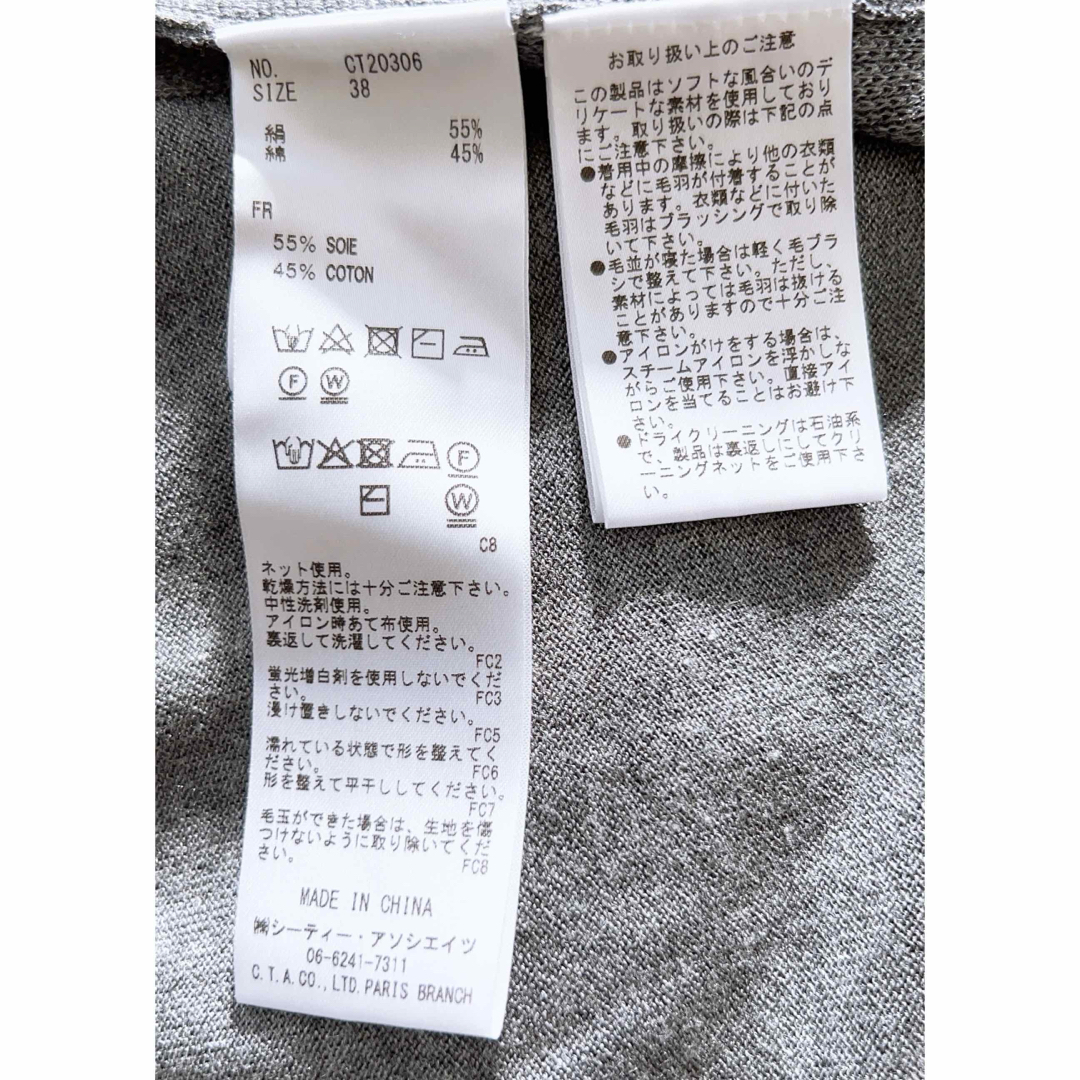 NO. CT20306
SIZE 38
絹 55%
綿 45%
FR
55% SOIE
45% COTON
F W
F
W
C8
ネット使用。
乾燥方法には十分ご注意下さい。
中性洗剤使用。
アイロン時あて布使用。
裏返して洗濯してください。
FC2
蛍光増白剤を使用しないでくだ
さい。 FC3
浸け置きしないでください。
FC5
濡れている状態で形を整えてく
ださい。 FC6
形を整えて平干ししてください。
FC7
毛玉ができた場合は、生地を傷
つけないように取り除いてくだ
さい。 FC8
MADE IN CHINA
㈱シーティー・アソシエイツ
06-6241-7311
C.T.A.CO.,LTD.PARIS BRANCH
お取り扱い上のご注意
この製品はソフトな風合いのデ
リケートな素材を使用しており
ます。取り扱いの際は下記の点
にご注意下さい。
●着用中の摩擦により他の衣類
などに毛羽が付着することが
あります。衣類などに付いた
毛羽はブラッシングで取り除
いて下さい。
●毛並が寝た場合は軽く毛ブラ
シで整えて下さい。ただし、
素材によっては毛羽は抜ける
ことがありますので十分ご注
意下さい。
●アイロンがけをする場合は、
スチームアイロンを浮かしな
がらご使用下さい。直接アイ
ロンを当てることはお避け下
さい。
●ドライクリーニングは石油系
で、製品は裏返しにしてクリ
ーニングネットをご使用下さ
い。